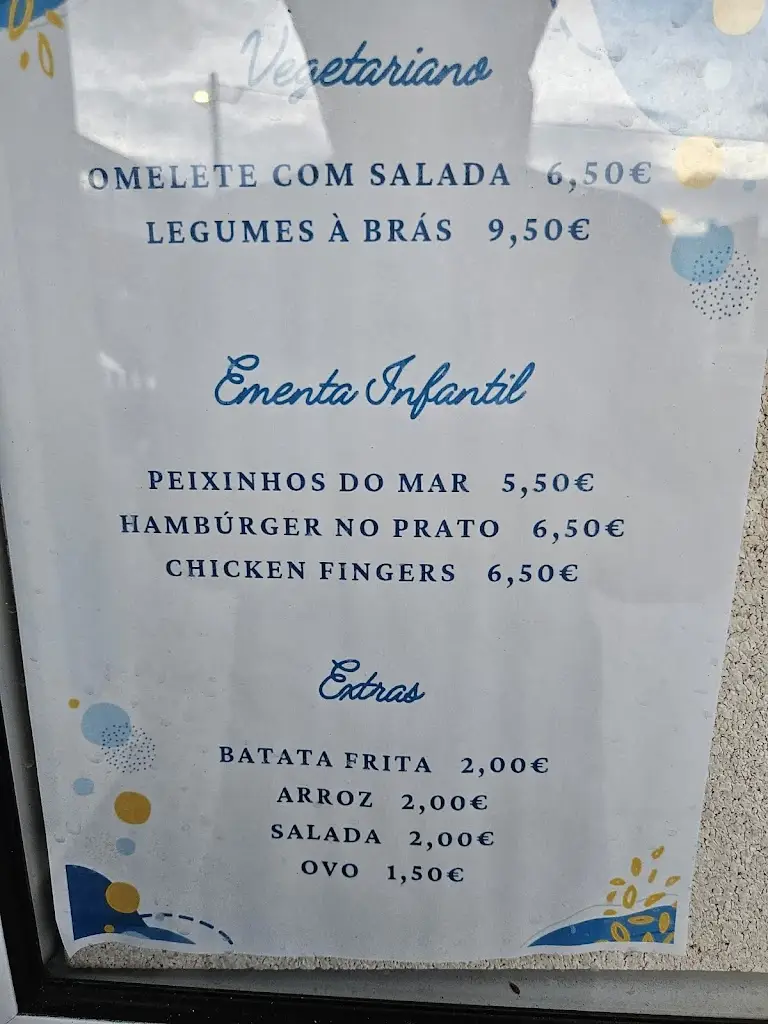 Vegetariano
OMELETE COM SALADA 6,50€
LEGUMES À BRÁS 9,50€
Ementa Infantil
PEIXINHOS DO MAR 5,50€
HAMBÚRGER NO PRATO 6,50€
CHICKEN FINGERS 6,50€
Extras
BATATA FRITA 2,00€
ARROZ 2,00€
SALADA 2,00€
OVO 1,50€